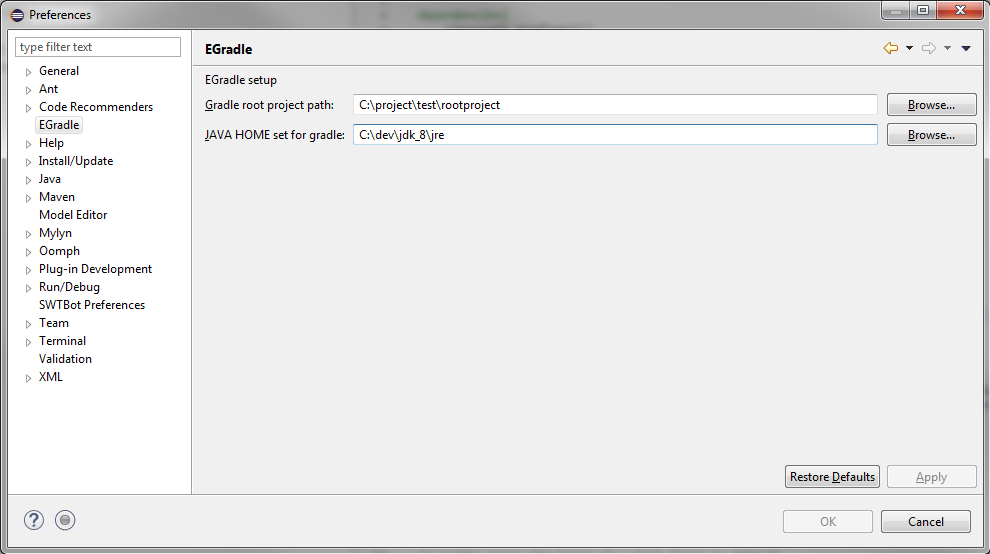 Preferences
type filter text
General
Ant
Code Recommenders
EGradle
Help
Install/Update
Java
Maven
Model Editor
Mylyn
Oomph
Plug-in Development
Run/Debug
SWTBot Preferences
Team
Terminal
Validation
XML
EGradle
EGradle setup
Gradle root project path: C:\project\test\rootproject Browse...
JAVA HOME set for gradle: C:\dev\jdk_8\jre Browse...
Restore Defaults Apply
? OK Cancel